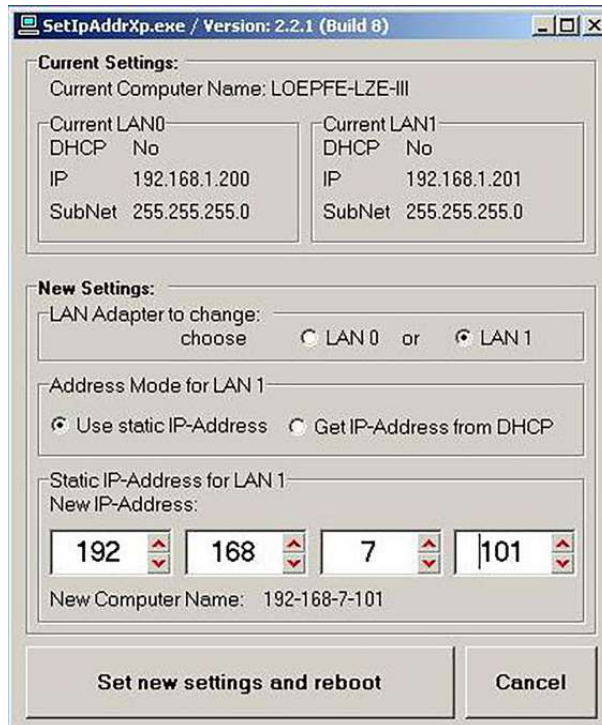 SetIpAddrXp.exe / Version: 2.2.1 (Build 8)
Current Settings:
Current Computer Name: LOEPFE-LZE-III
Current LAN0
DHCP No
IP 192.168.1.200
SubNet 255.255.255.0
Current LAN1
DHCP No
IP 192.168.1.201
SubNet 255.255.255.0
New Settings:
LAN Adapter to change:
choose LAN 0 or LAN 1
Address Mode for LAN 1
Use static IP-Address Get IP-Address from DHCP
Static IP-Address for LAN 1
New IP-Address:
192 168 7 101
New Computer Name: 192-168-7-101
Set new settings and reboot Cancel